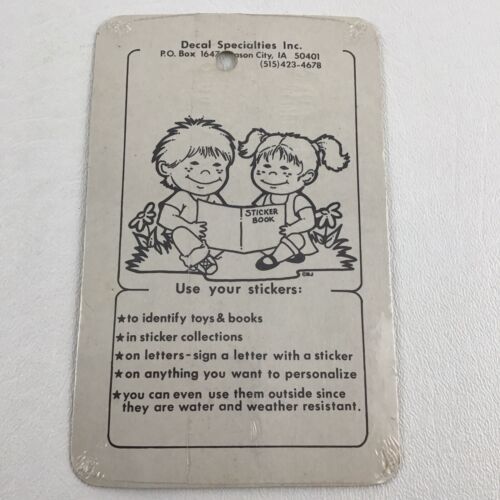 Decal Specialties Inc.
P.O. Box 1647 ason City, IA 50401
(515)423-4678
STICKER
BOOK
Use your stickers:
★to identify toys & books
★in sticker collections
★on letters-sign a letter with a sticker
★on anything you want to personalize
★you can even use them outside since
they are water and weather resistant.